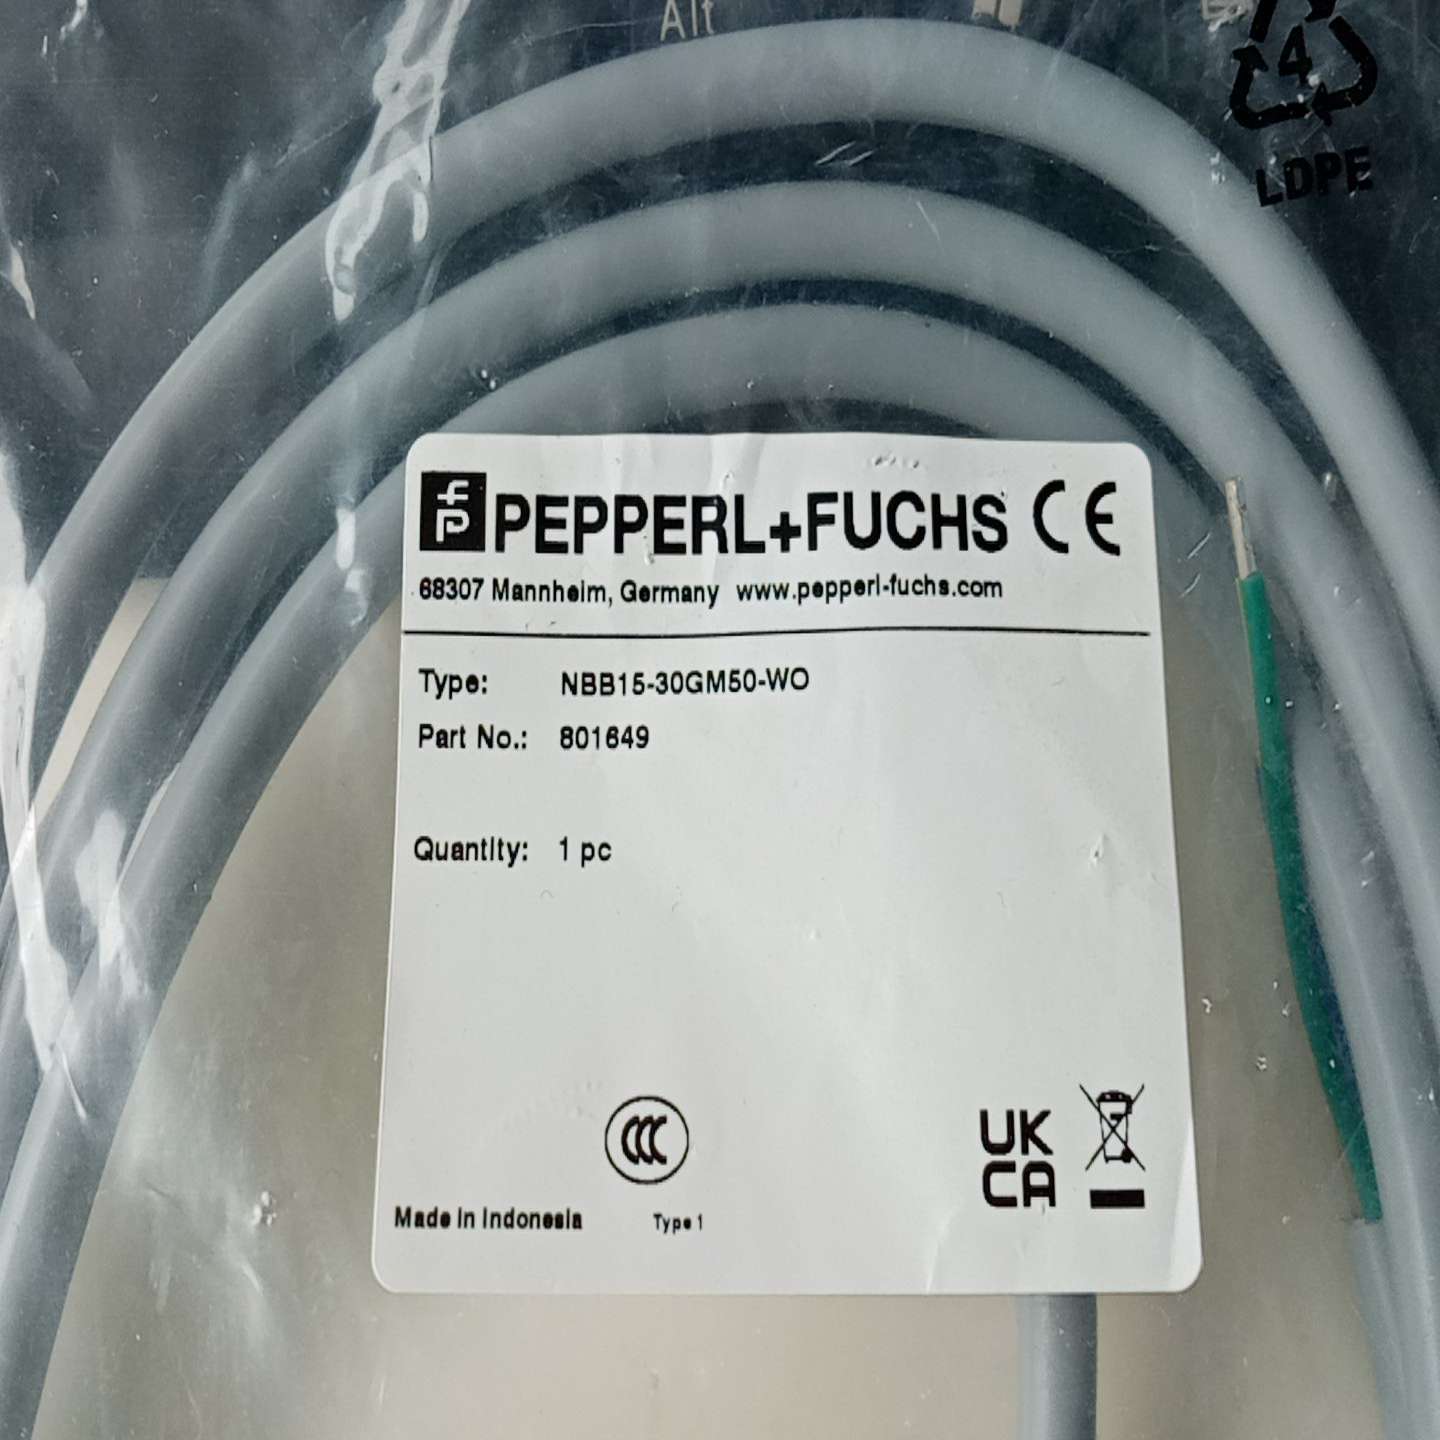 Alt
4
LDPE
PEPPERL+FUCHS CE
68307 Mannheim, Germany www.pepperl-fuchs.com
Type: NBB15-30GM50-WO
Part No.: 801649
Quantity: 1 pc
CCC
UK
CA
Made in Indonesia Type 1